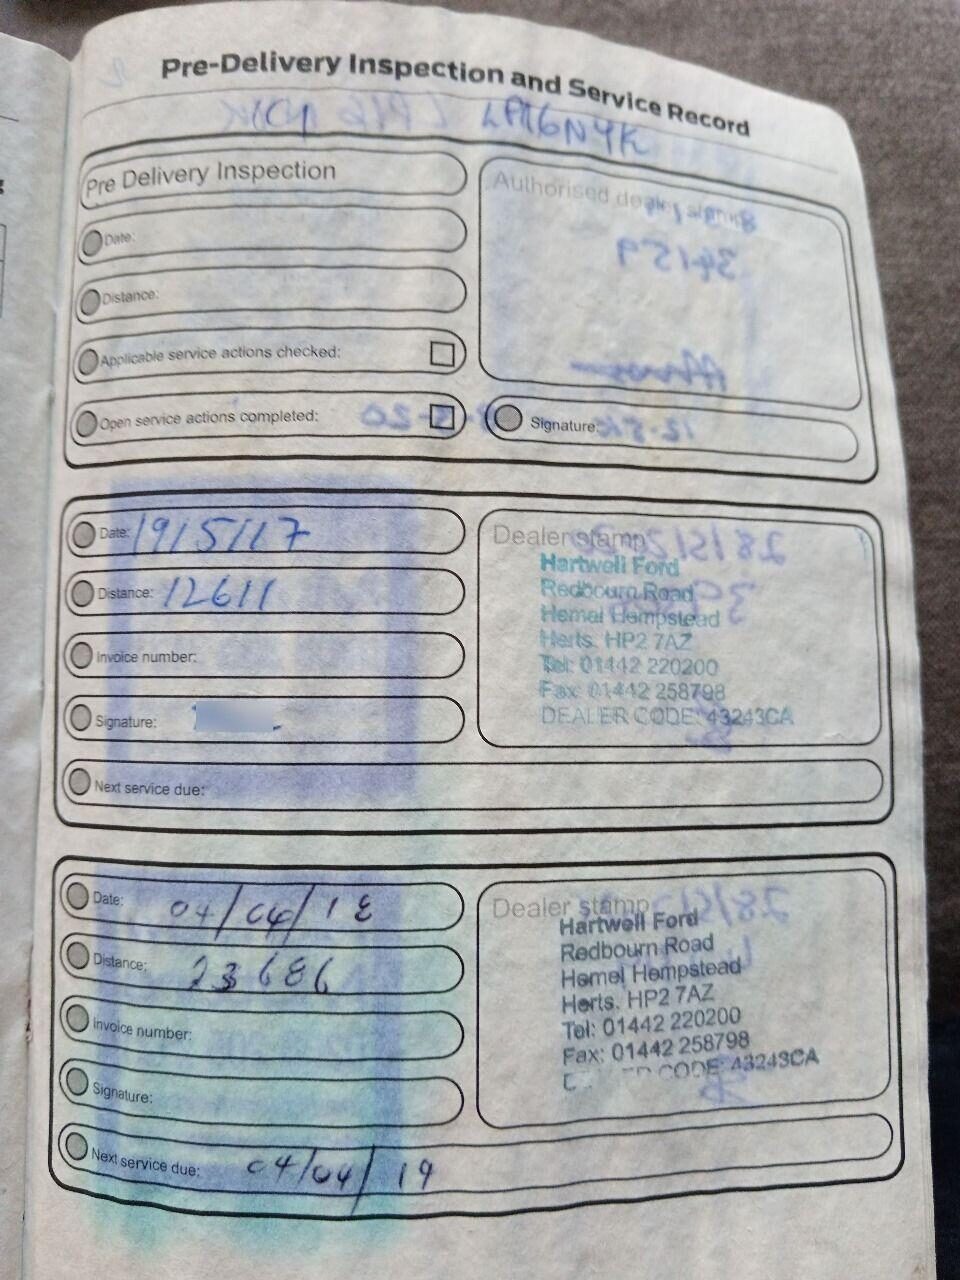 Pre-Delivery Inspection and Service Record
LP16NYK
Pre Delivery Inspection
Date:
Distance:
Applicable service actions checked:
Open service actions completed:
Authorised dealer
Signature:
Date: 19/5/17
Distance: 12611
Invoice number:
Signature:
Next service due:
Dealer stamp
Hartwell Ford
Redbourn Road
Hemel Hempstead
Herts. HP2 7AZ
Tel: 01442 220200
Fax: 01442 258798
DEALER CODE: 43243CA
Date: 04/04/18
Distance: 23686
Invoice number:
Signature:
Next service due: 04/04/19
Dealer stamp
Hartwell Ford
Redbourn Road
Hemel Hempstead
Herts. HP2 7AZ
Tel: 01442 220200
Fax: 01442 258798
CODE: 43243CA